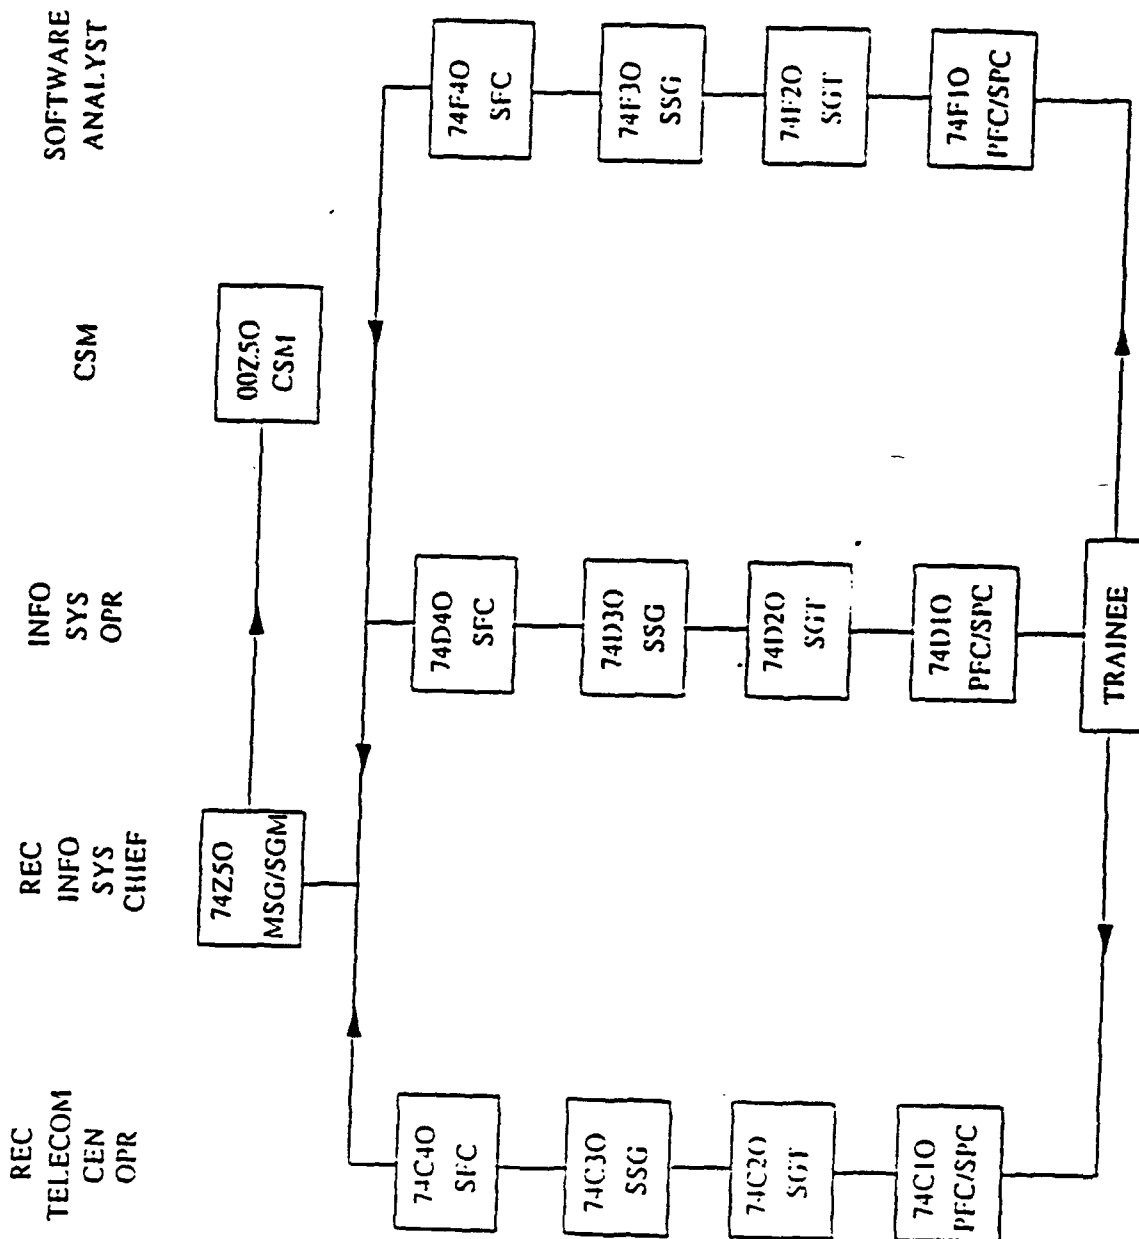 REC
TELECOM
CEN
OPR
REC
INFO
SYS
CHIEF
INFO
SYS
OPR
CSM
SOFTWARE
ANALYST
74Z5O
MSG/SGM
00Z5O
CSM
74C4O
SFC
74D4O
SFC
74F4O
SFC
74C3O
SSG
74D3O
SSG
74F3O
SSG
74C2O
SGT
74D2O
SGT
74F2O
SGT
74C1O
PFC/SPC
74D1O
PFC/SPC
74F1O
PFC/SPC
TRAINEE